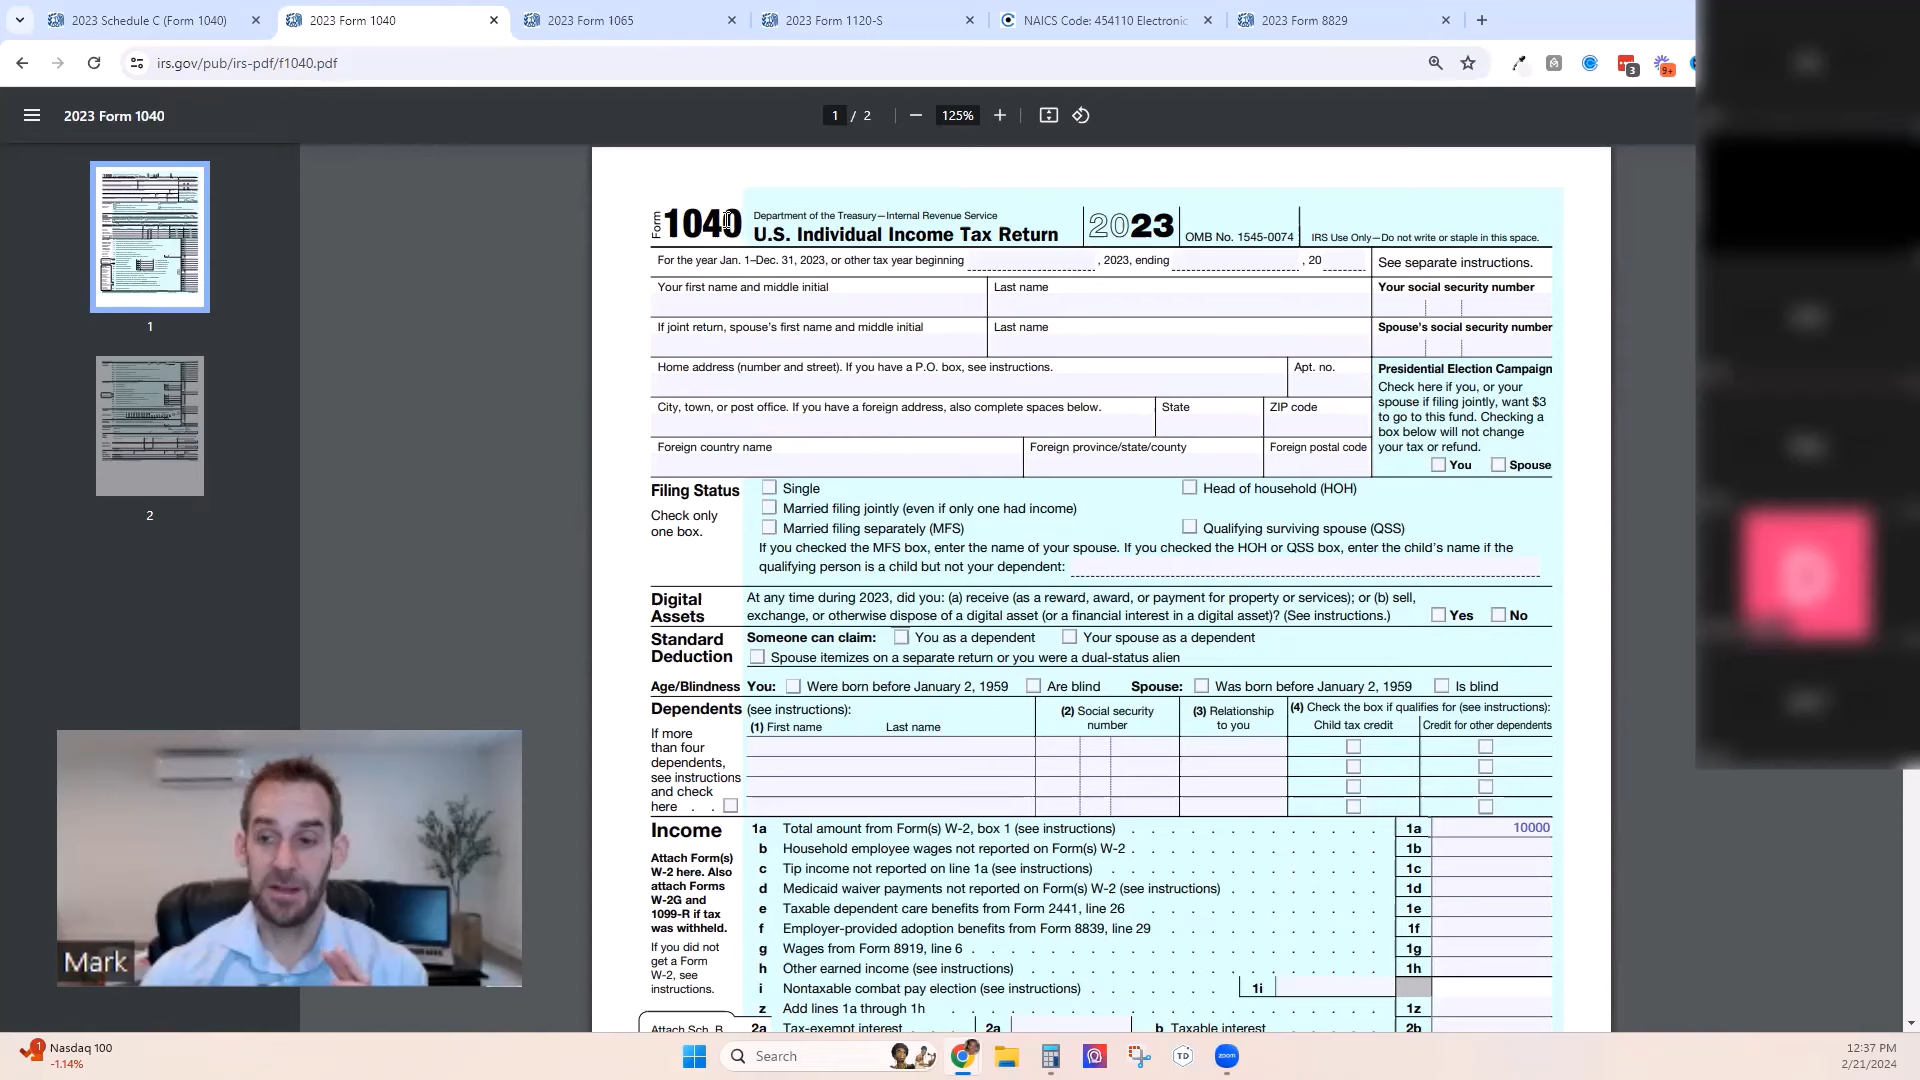 2023 Schedule C (Form 1040)
2023 Form 1040
2023 Form 1065
2023 Form 1120-S
NAICS Code: 454110 Electronic
2023 Form 8829
irs.gov/pub/irs-pdf/f1040.pdf
3
9+
2023 Form 1040
1 / 2
125%
1
2
Form 1040
Department of the Treasury—Internal Revenue Service
U.S. Individual Income Tax Return
2023
OMB No. 1545-0074
IRS Use Only—Do not write or staple in this space.
For the year Jan. 1–Dec. 31, 2023, or other tax year beginning , 2023, ending , 20
See separate instructions.
Your first name and middle initial
Last name
Your social security number
If joint return, spouse's first name and middle initial
Last name
Spouse's social security number
Home address (number and street). If you have a P.O. box, see instructions.
Apt. no.
City, town, or post office. If you have a foreign address, also complete spaces below.
State
ZIP code
Foreign country name
Foreign province/state/county
Foreign postal code
Presidential Election Campaign
Check here if you, or your
spouse if filing jointly, want $3
to go to this fund. Checking a
box below will not change
your tax or refund.
You Spouse
Filing Status
Check only
one box.
Single
Head of household (HOH)
Married filing jointly (even if only one had income)
Married filing separately (MFS)
Qualifying surviving spouse (QSS)
If you checked the MFS box, enter the name of your spouse. If you checked the HOH or QSS box, enter the child's name if the
qualifying person is a child but not your dependent:
Digital
Assets
At any time during 2023, did you: (a) receive (as a reward, award, or payment for property or services); or (b) sell,
exchange, or otherwise dispose of a digital asset (or a financial interest in a digital asset)? (See instructions.)
Yes No
Standard
Deduction
Someone can claim: You as a dependent Your spouse as a dependent
Spouse itemizes on a separate return or you were a dual-status alien
Age/Blindness You: Were born before January 2, 1959 Are blind Spouse: Was born before January 2, 1959 Is blind
Dependents (see instructions):
(1) First name Last name
(2) Social security
number
(3) Relationship
to you
(4) Check the box if qualifies for (see instructions):
Child tax credit
Credit for other dependents
If more
than four
dependents,
see instructions
and check
here . .
Income
Attach Form(s)
W-2 here. Also
attach Forms
W-2G and
1099-R if tax
was withheld.
If you did not
get a Form
W-2, see
instructions.
1a Total amount from Form(s) W-2, box 1 (see instructions) . . . . . . . . . . . . 1a 10000
b Household employee wages not reported on Form(s) W-2 . . . . . . . . . . . . 1b
c Tip income not reported on line 1a (see instructions) . . . . . . . . . . . . . 1c
d Medicaid waiver payments not reported on Form(s) W-2 (see instructions) . . . . . . . 1d
e Taxable dependent care benefits from Form 2441, line 26 . . . . . . . . . . . 1e
f Employer-provided adoption benefits from Form 8839, line 29 . . . . . . . . . . . 1f
g Wages from Form 8919, line 6 . . . . . . . . . . . . . . . . . 1g
h Other earned income (see instructions) . . . . . . . . . . . . . . . 1h
i Nontaxable combat pay election (see instructions) . . . . . . . 1i
z Add lines 1a through 1h . . . . . . . . . . . . . . . . . . 1z
Attach Sch. B
2a Tax-exempt interest . . . 2a
b Taxable interest . . . . . 2b
Mark
1
Nasdaq 100
-1.14%
Search
TD
zoom
12:37 PM
2/21/2024